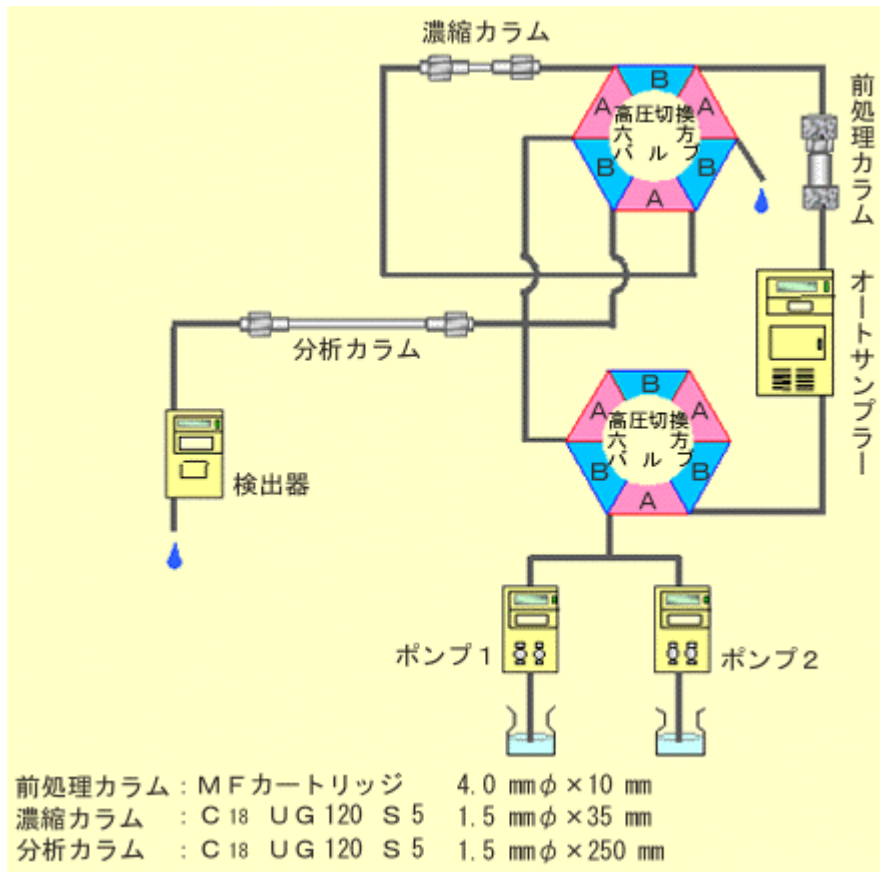 濃縮カラム
B
A A
高圧切換
六 方
バ ル ブ
B B
A
前処理カラム
オートサンプラー
分析カラム
B
A A
高圧切換
六 方
バ ル ブ
B B
A
検出器
ポンプ1
ポンプ2
前処理カラム:MFカートリッジ 4.0 mmφ×10 mm
濃縮カラム :C18 UG120 S5 1.5 mmφ×35 mm
分析カラム :C18 UG120 S5 1.5 mmφ×250 mm